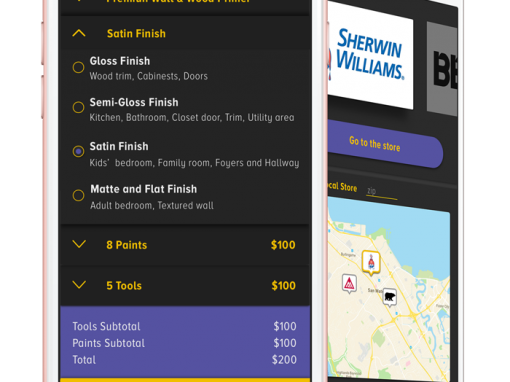 Premium Wall & Wood Primer
Satin Finish
Gloss Finish
Wood trim, Cabinests, Doors
Semi-Gloss Finish
Kitchen, Bathroom, Closet door, Trim, Utility area
Satin Finish
Kids' bedroom, Family room, Foyers and Hallway
Matte and Flat Finish
Adult bedroom, Textured wall
8 Paints $100
5 Tools $100
Tools Subtotal $100
Paints Subtotal $100
Total $200
SHERWIN
WILLIAMS.
BE
Go to the store
cal Store zip